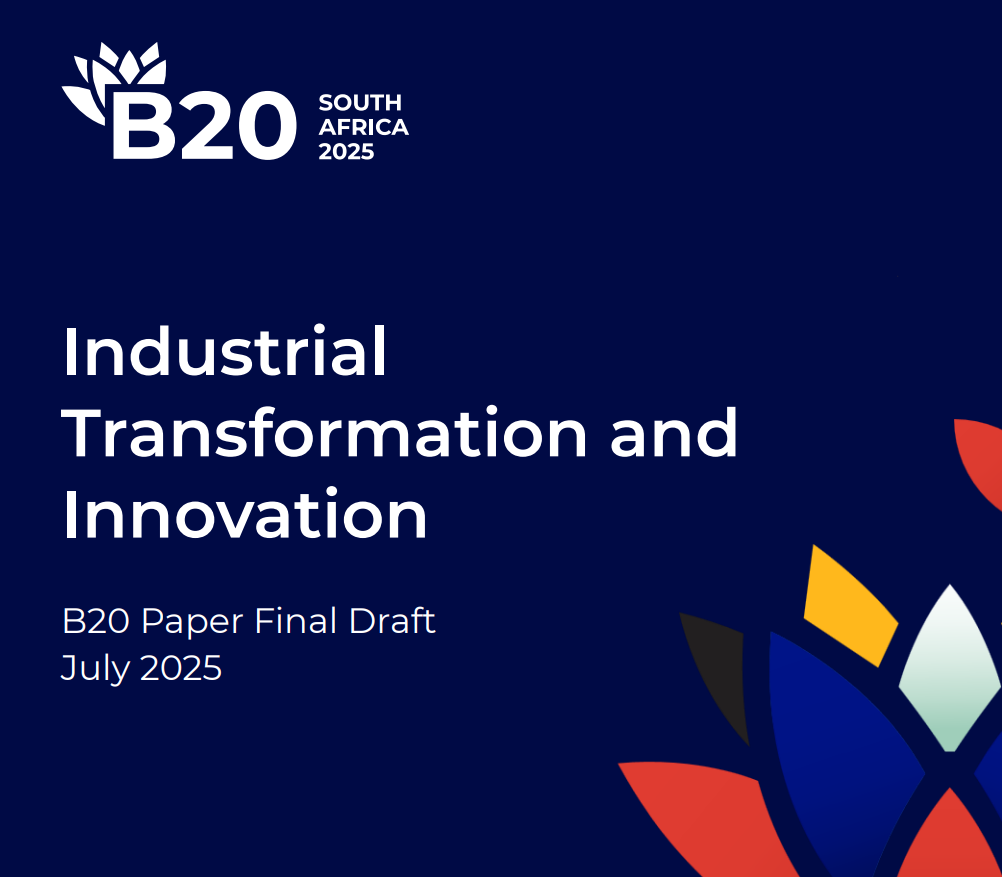 B20
SOUTH
AFRICA
2025
Industrial
Transformation and
Innovation
B20 Paper Final Draft
July 2025